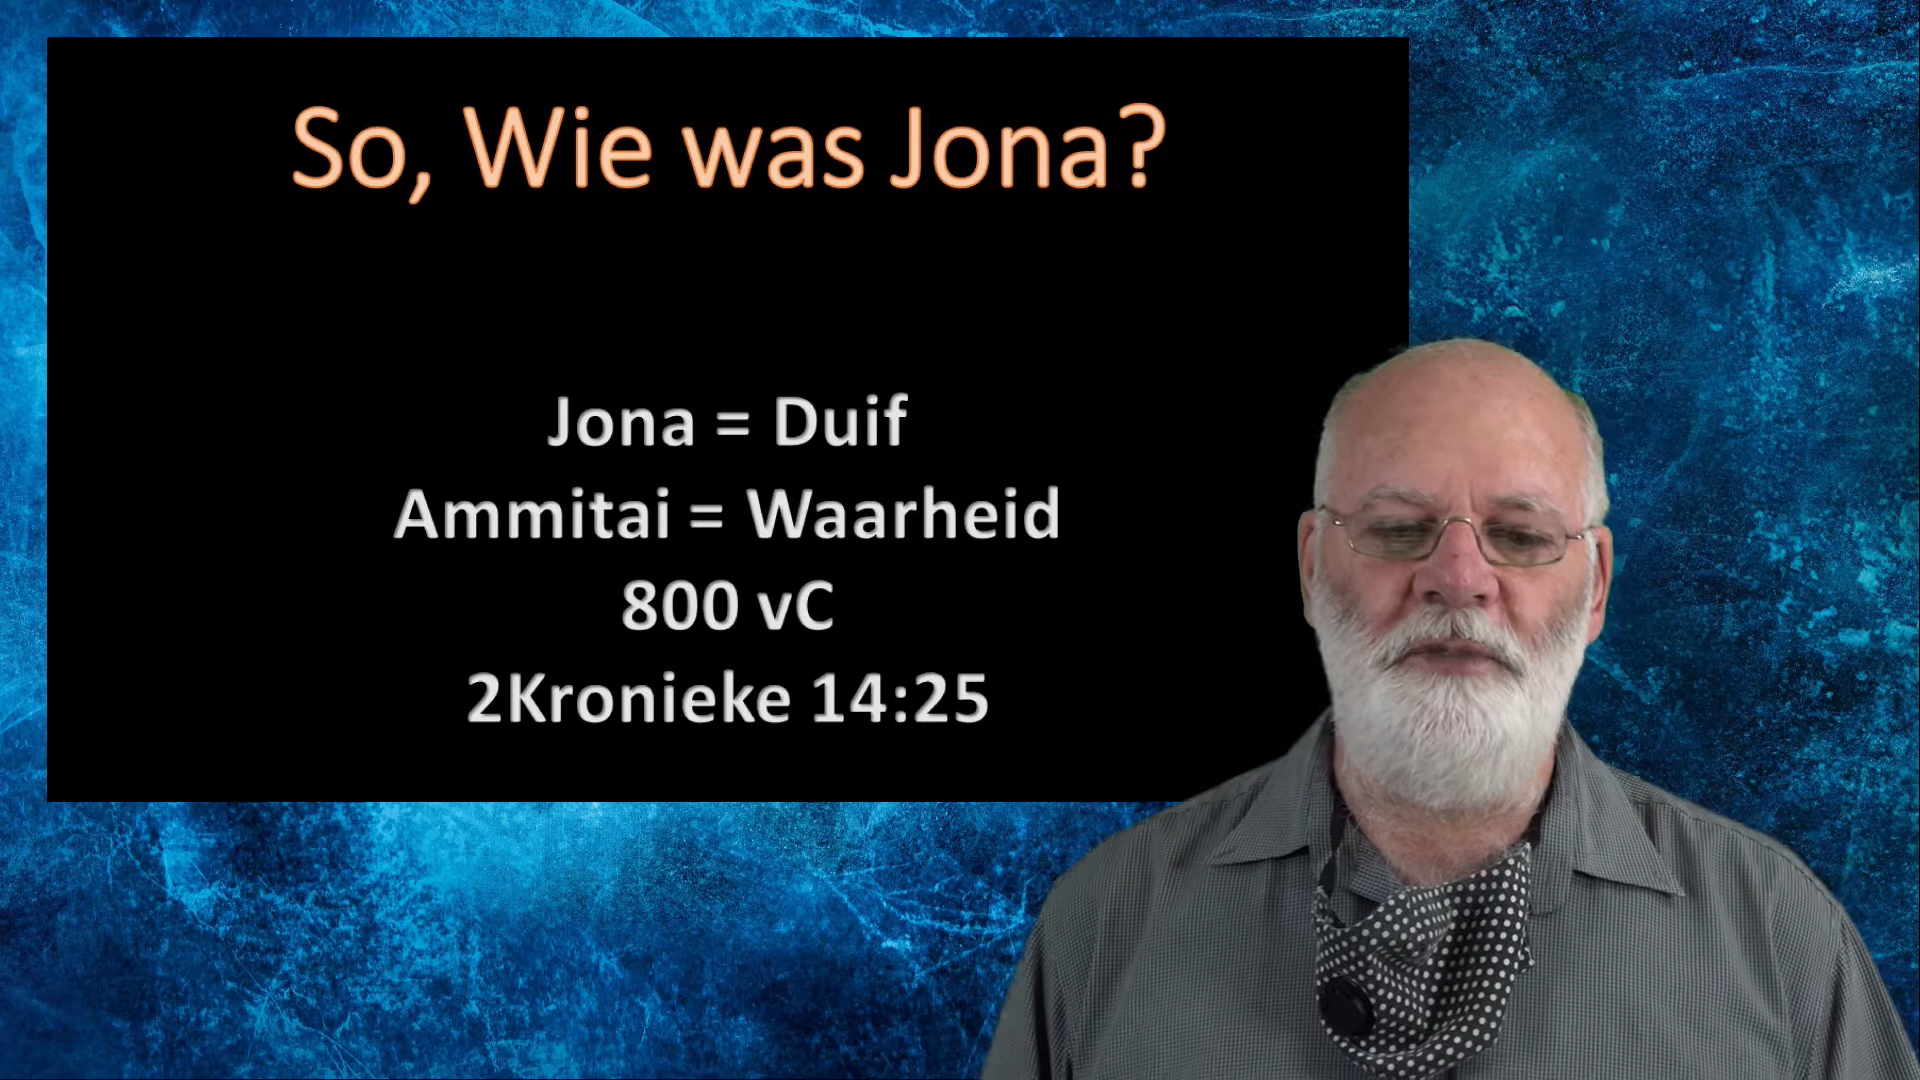 So, Wie was Jona?
Jona = Duif
Ammitai = Waarheid
800 vC
2Kronieke 14:25